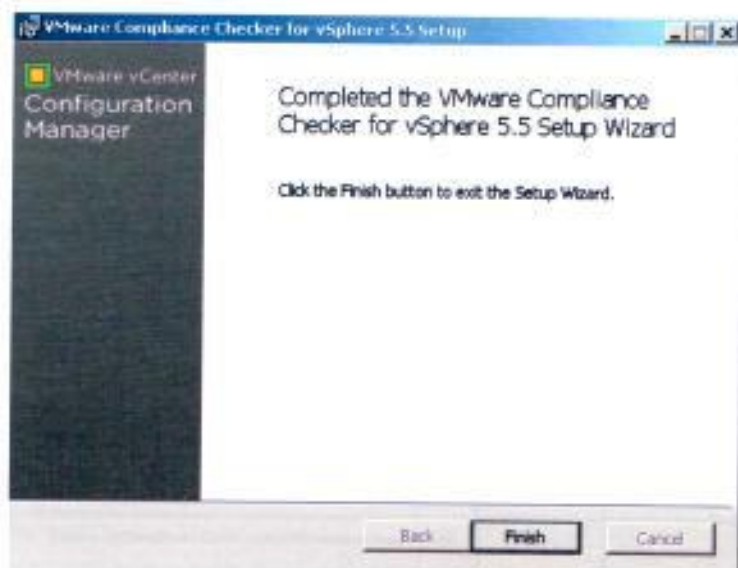 VMware Compliance Checker for vSphere 5.5 Setup
VMware vCenter
Configuration
Manager
Completed the VMware Compliance
Checker for vSphere 5.5 Setup Wizard
Click the Finish button to exit the Setup Wizard.
Back
Finish
Cancel